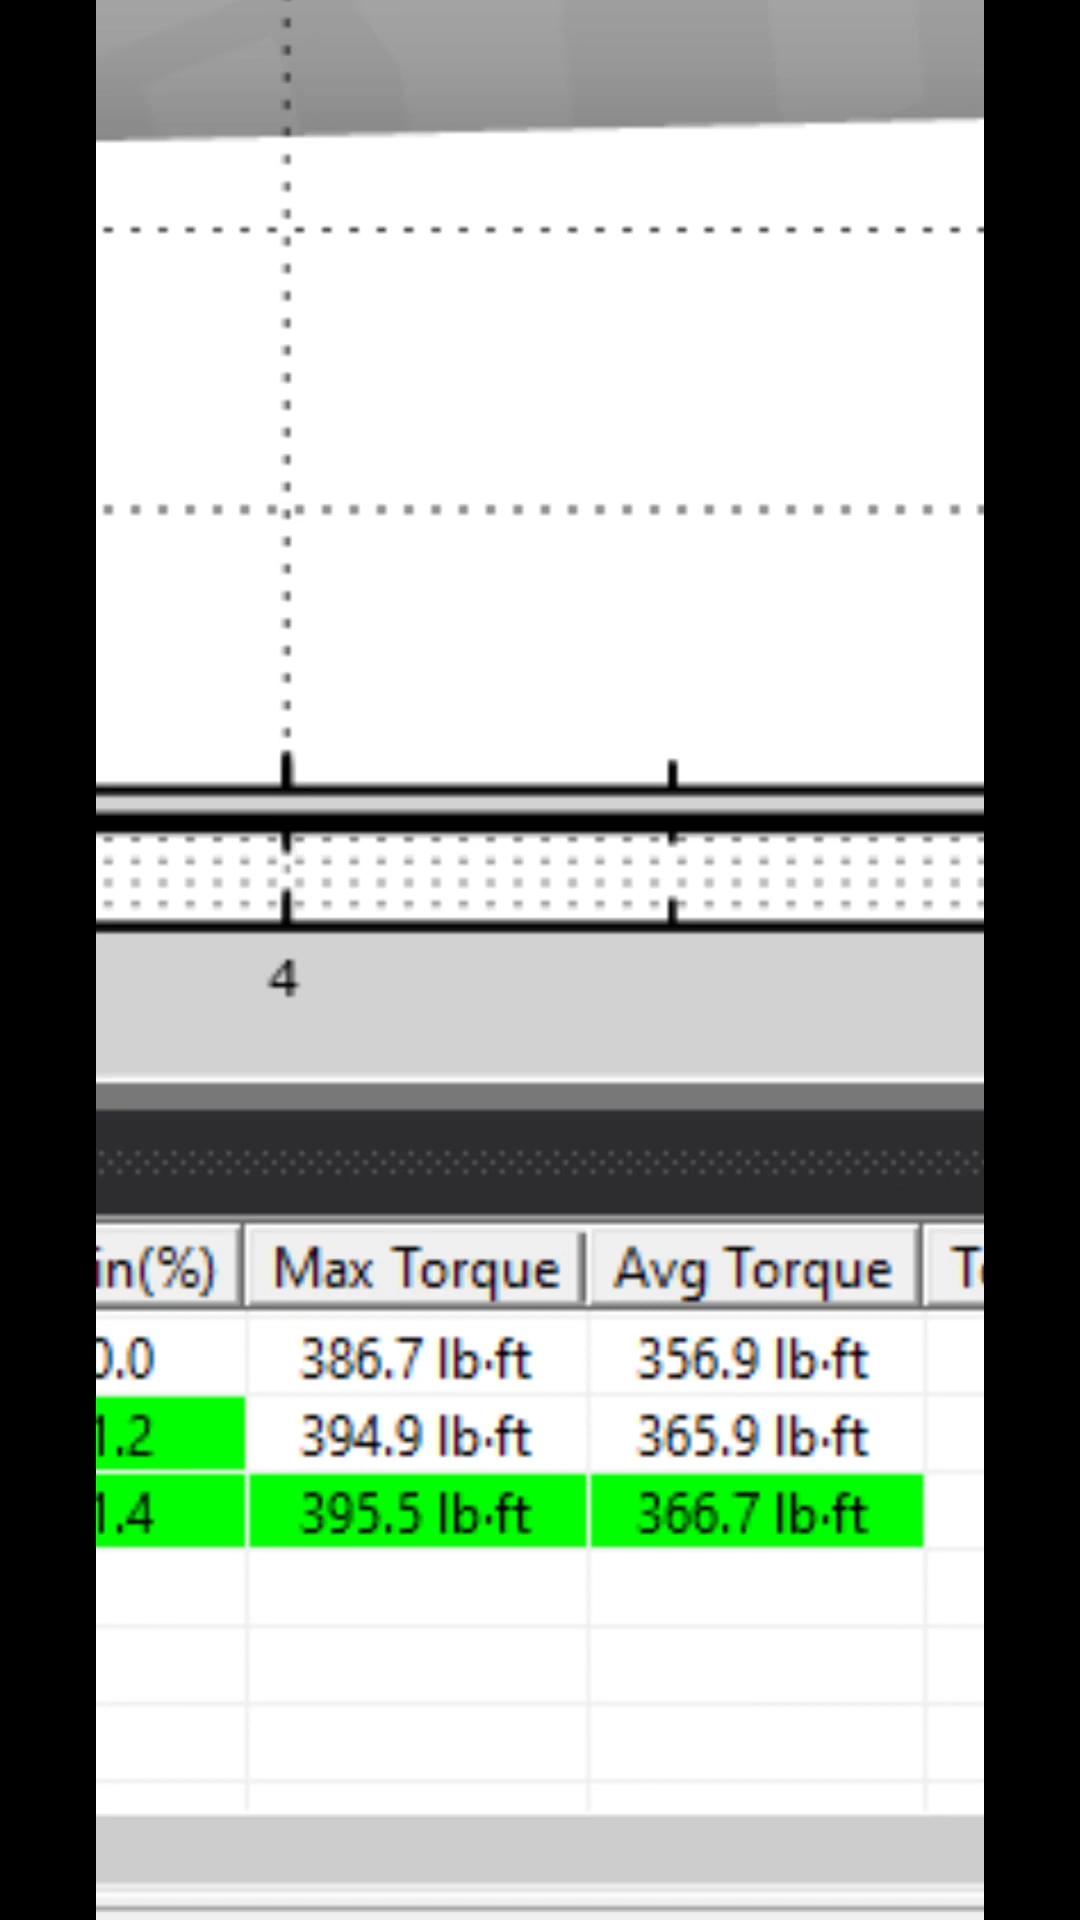 4
in(%) Max Torque Avg Torque
0.0 386.7 lb·ft 356.9 lb·ft
1.2 394.9 lb·ft 365.9 lb·ft
1.4 395.5 lb·ft 366.7 lb·ft